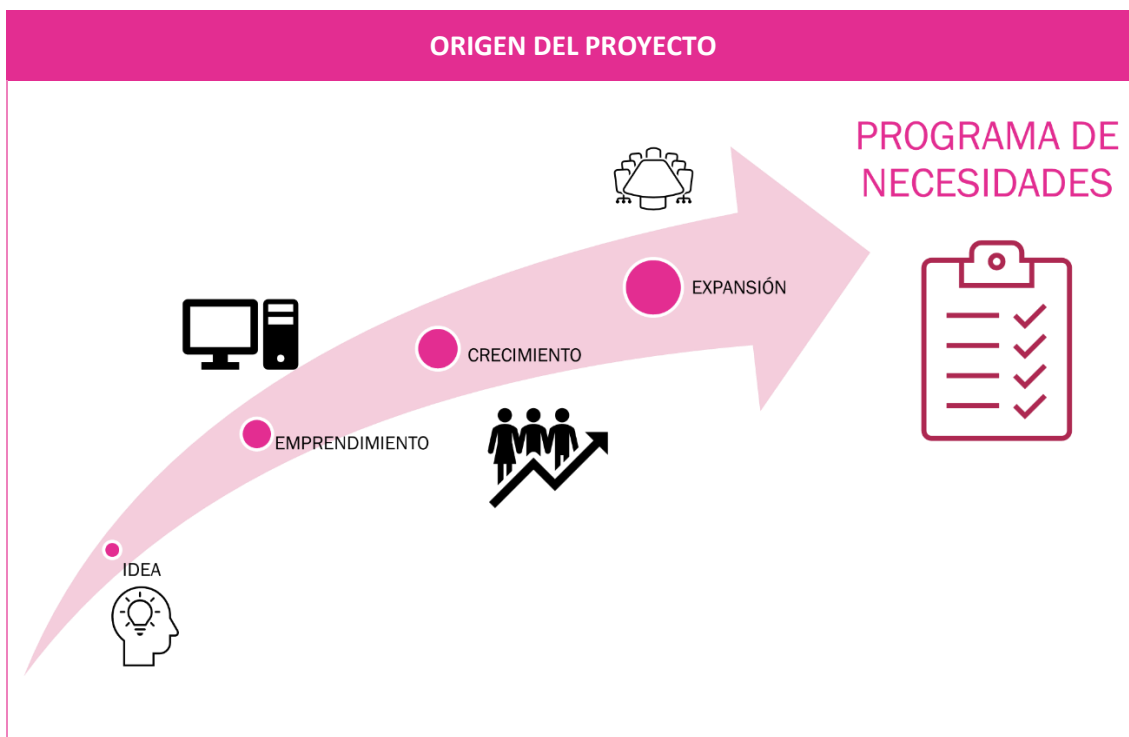 ORIGEN DEL PROYECTO
PROGRAMA DE
NECESIDADES
EXPANSIÓN
CRECIMIENTO
EMPRENDIMIENTO
IDEA